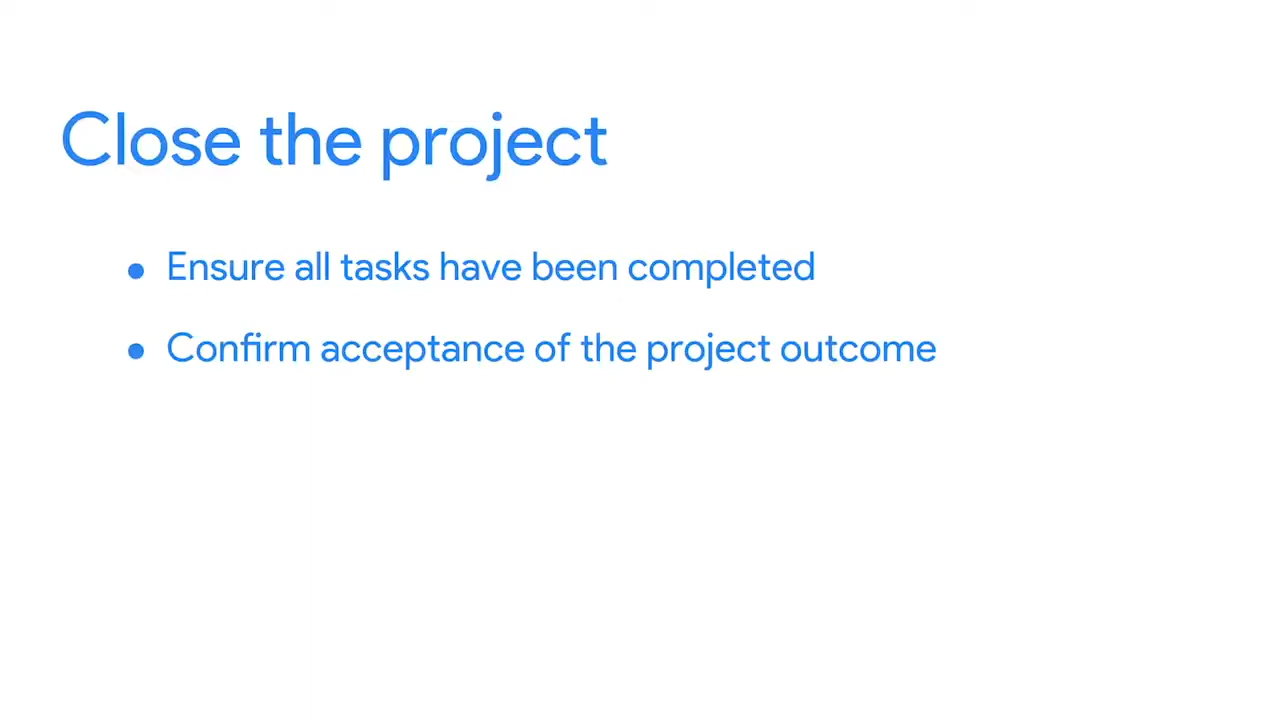 Close the project
• Ensure all tasks have been completed
• Confirm acceptance of the project outcome